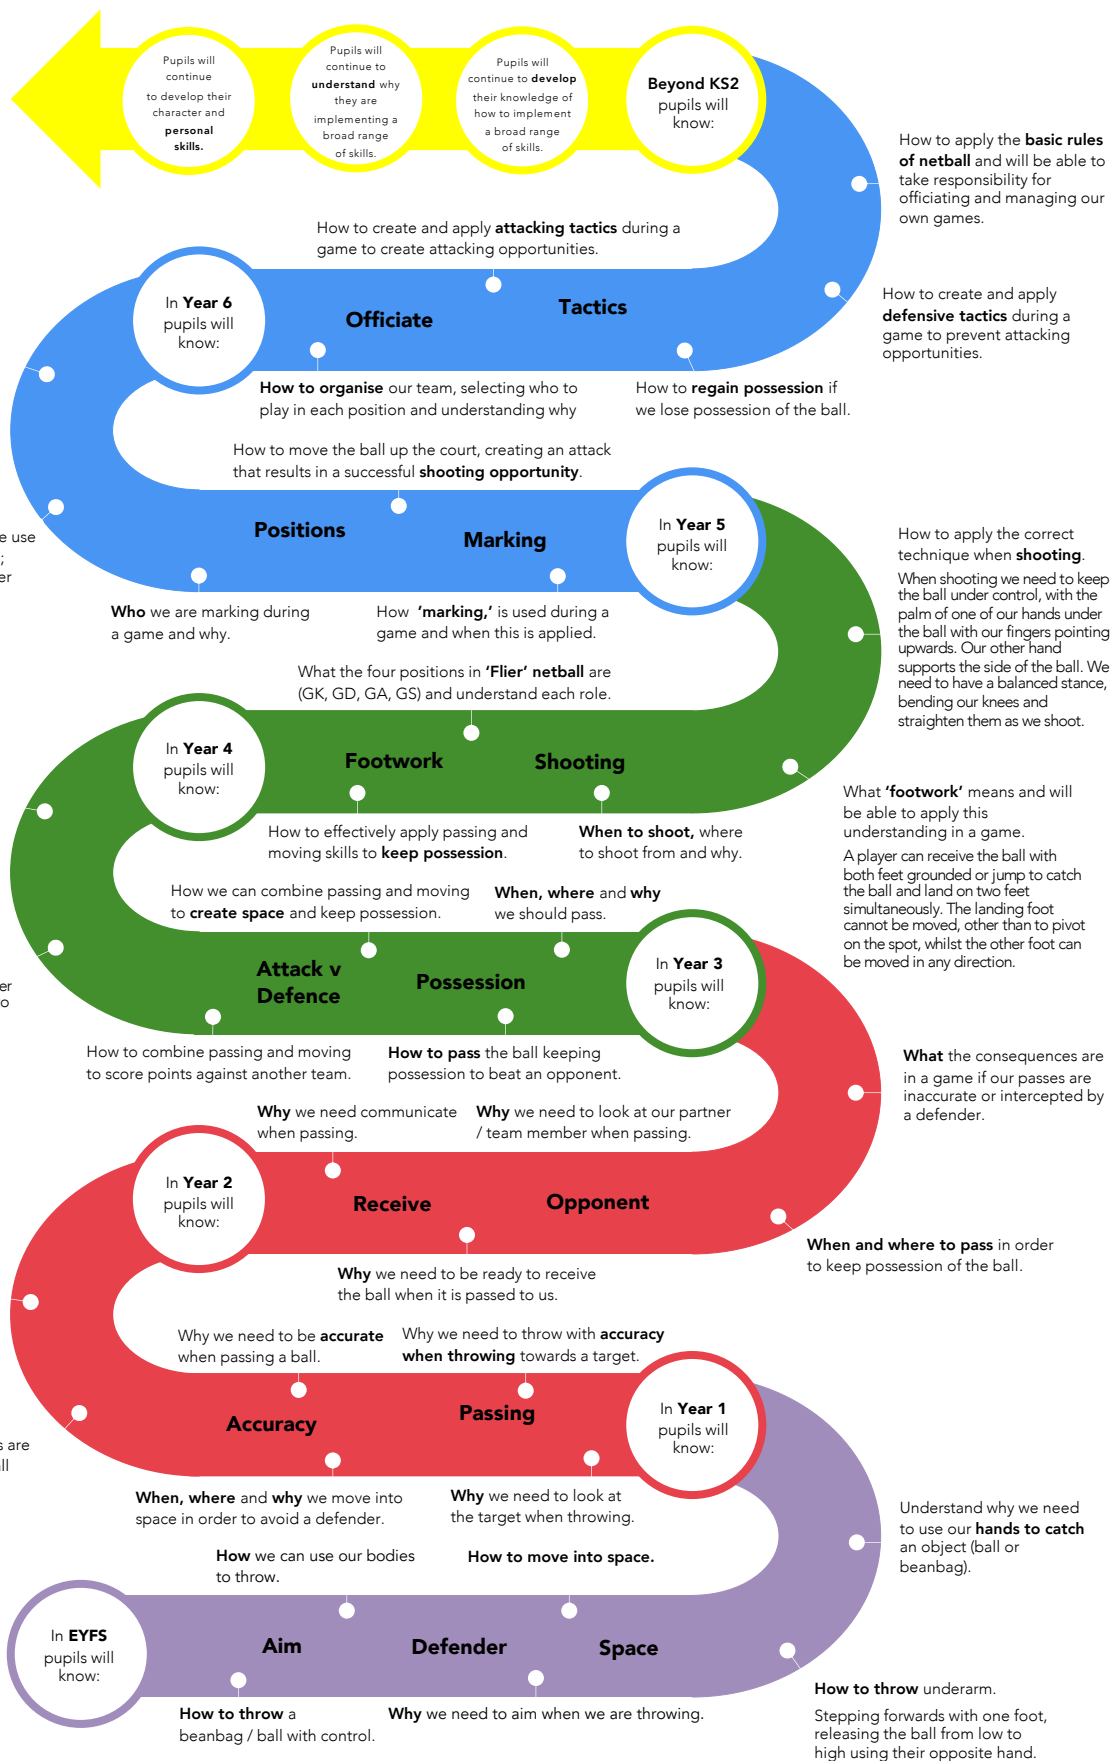 Pupils will
continue
to develop their
character and
personal
skills.
Pupils will
continue to
understand why
they are
implementing a
broad range
of skills.
Pupils will
continue to develop
their knowledge of
how to implement
a broad range
of skills.
Beyond KS2
pupils will
know:
How to apply the basic rules
of netball and will be able to
take responsibility for
officiating and managing our
own games.
How to create and apply attacking tactics during a
game to create attacking opportunities.
In Year 6
pupils will
know:
Officiate
Tactics
How to create and apply
defensive tactics during a
game to prevent attacking
opportunities.
How to organise our team, selecting who to
play in each position and understanding why
How to regain possession if
we lose possession of the ball.
How to move the ball up the court, creating an attack
that results in a successful shooting opportunity.
Positions
Marking
In Year 5
pupils will
know:
e use
;
er
How to apply the correct
technique when shooting.
When shooting we need to keep
the ball under control, with the
palm of one of our hands under
the ball with our fingers pointing
upwards. Our other hand
supports the side of the ball. We
need to have a balanced stance,
bending our knees and
straighten them as we shoot.
Who we are marking during
a game and why.
How 'marking,' is used during a
game and when this is applied.
What the four positions in 'Flier' netball are
(GK, GD, GA, GS) and understand each role.
In Year 4
pupils will
know:
Footwork
Shooting
What 'footwork' means and will
be able to apply this
understanding in a game.
A player can receive the ball with
both feet grounded or jump to catch
the ball and land on two feet
simultaneously. The landing foot
cannot be moved, other than to pivot
on the spot, whilst the other foot can
be moved in any direction.
How to effectively apply passing and
moving skills to keep possession.
When to shoot, where
to shoot from and why.
How we can combine passing and moving
to create space and keep possession.
When, where and why
we should pass.
Attack v
Defence
Possession
In Year 3
pupils will
know:
er
o
How to combine passing and moving
to score points against another team.
How to pass the ball keeping
possession to beat an opponent.
What the consequences are
in a game if our passes are
inaccurate or intercepted by
a defender.
Why we need communicate
when passing.
Why we need to look at our partner
/ team member when passing.
In Year 2
pupils will
know:
Receive
Opponent
When and where to pass in order
to keep possession of the ball.
Why we need to be ready to receive
the ball when it is passed to us.
Why we need to be accurate
when passing a ball.
Why we need to throw with accuracy
when throwing towards a target.
Accuracy
Passing
In Year 1
pupils will
know:
s are
all
When, where and why we move into
space in order to avoid a defender.
Why we need to look at
the target when throwing.
Understand why we need
to use our hands to catch
an object (ball or
beanbag).
How we can use our bodies
to throw.
How to move into space.
In EYFS
pupils will
know:
Aim
Defender
Space
How to throw a
beanbag / ball with control.
Why we need to aim when we are throwing.
How to throw underarm.
Stepping forwards with one foot,
releasing the ball from low to
high using their opposite hand.